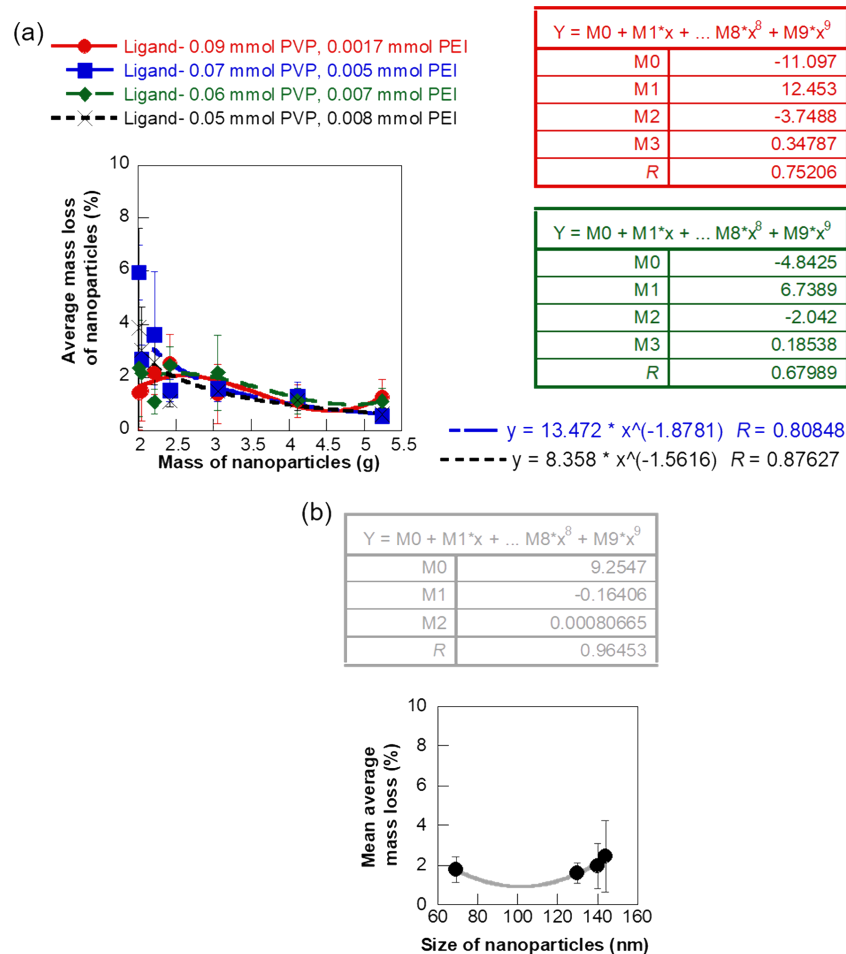 (a)
Ligand- 0.09 mmol PVP, 0.0017 mmol PEI
Ligand- 0.07 mmol PVP, 0.005 mmol PEI
Ligand- 0.06 mmol PVP, 0.007 mmol PEI
Ligand- 0.05 mmol PVP, 0.008 mmol PEI
Y = M0 + M1*x + ... M8*x^8 + M9*x^9
M0 -11.097
M1 12.453
M2 -3.7488
M3 0.34787
R 0.75206
Y = M0 + M1*x + ... M8*x^8 + M9*x^9
M0 -4.8425
M1 6.7389
M2 -2.042
M3 0.18538
R 0.67989
Average mass loss
of nanoparticles (%)
10
8
6
4
2
0
2 2.5 3 3.5 4 4.5 5 5.5
Mass of nanoparticles (g)
y = 13.472 * x^(-1.8781) R = 0.80848
y = 8.358 * x^(-1.5616) R = 0.87627
(b)
Y = M0 + M1*x + ... M8*x^8 + M9*x^9
M0 9.2547
M1 -0.16406
M2 0.00080665
R 0.96453
Mean average
mass loss (%)
10
8
6
4
2
0
60 80 100 120 140 160
Size of nanoparticles (nm)